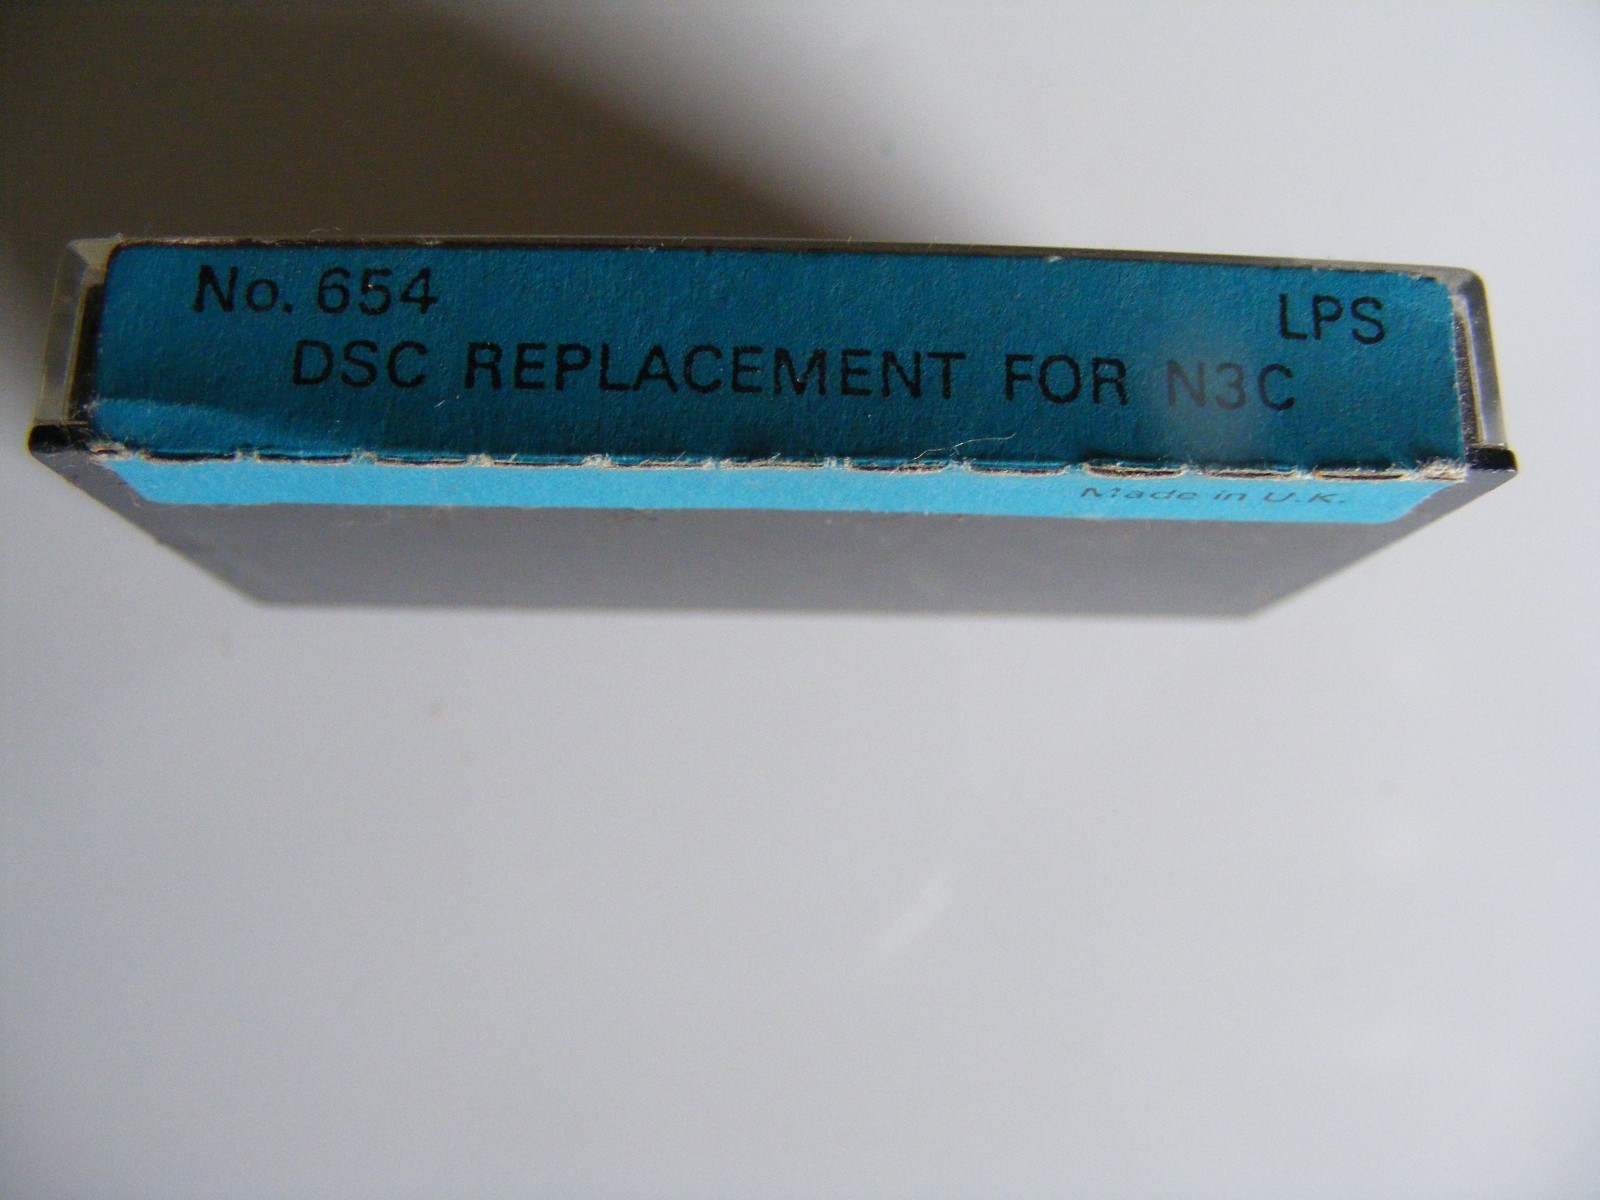 No. 654 LPS
DSC REPLACEMENT FOR N3C
Made in U.K.